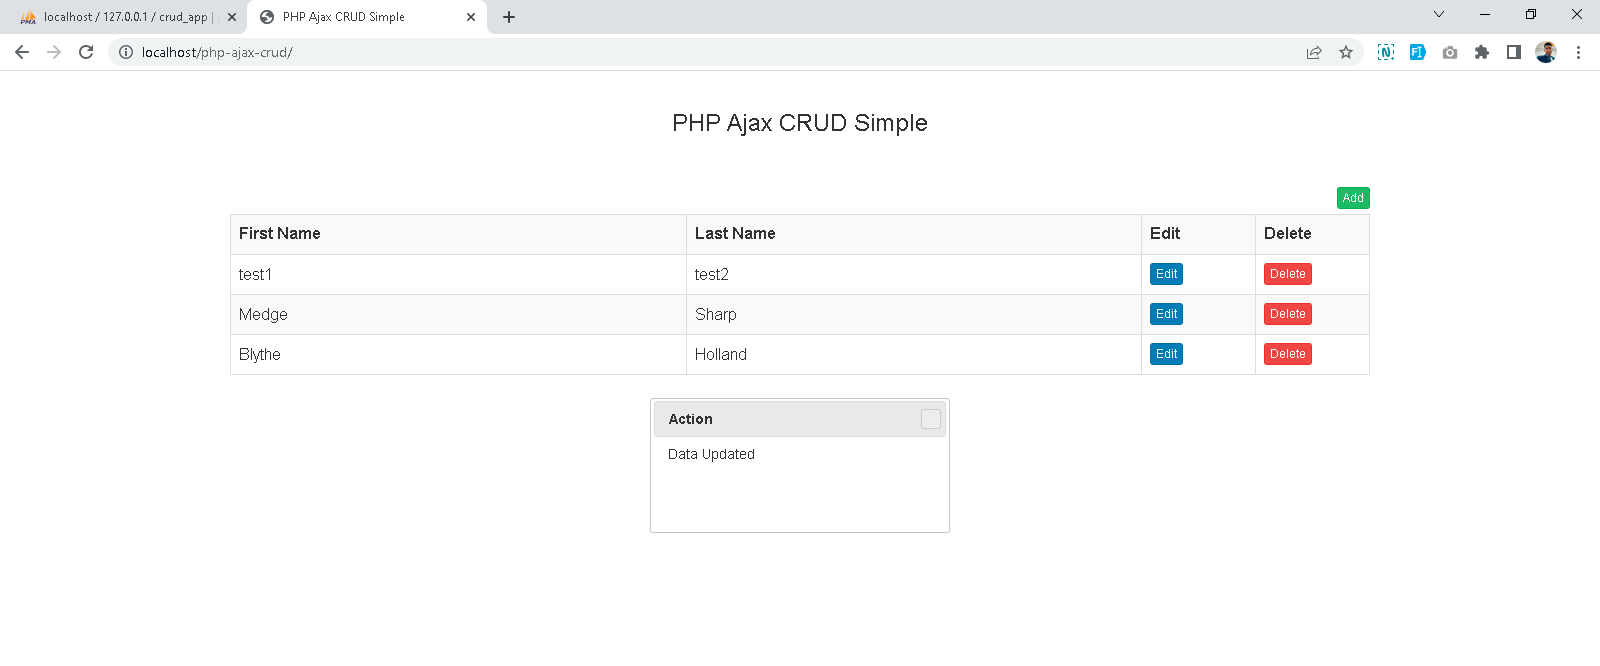 PMA localhost / 127.0.0.1 / crud_app |
PHP Ajax CRUD Simple
localhost/php-ajax-crud/
PHP Ajax CRUD Simple
Add
First Name Last Name Edit Delete
test1 test2 Edit Delete
Medge Sharp Edit Delete
Blythe Holland Edit Delete
Action
Data Updated